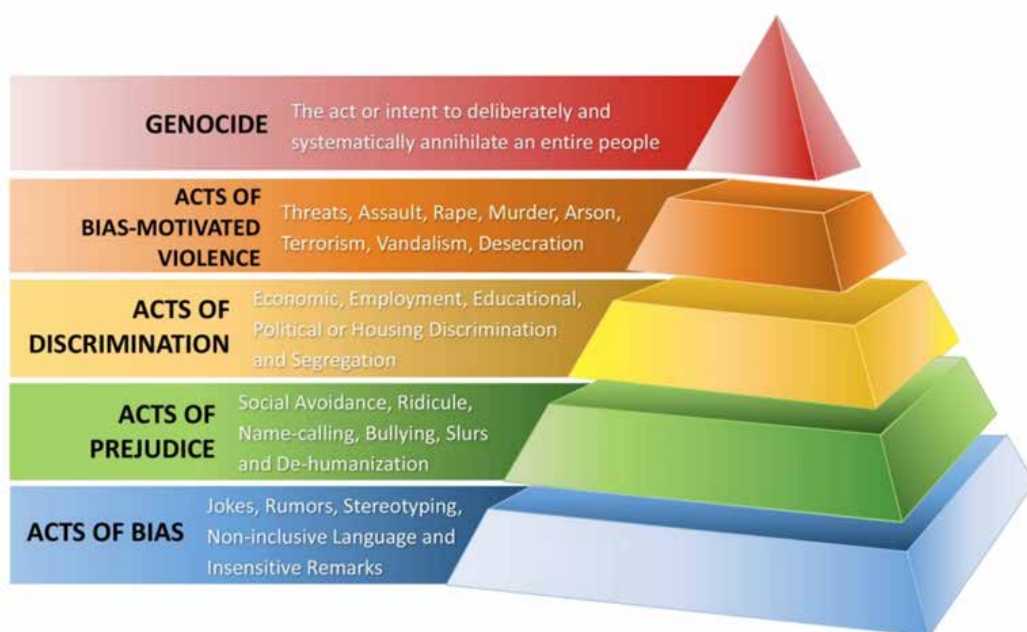 GENOCIDE
The act or intent to deliberately and
systematically annihilate an entire people
ACTS OF
BIAS-MOTIVATED
VIOLENCE
Threats, Assault, Rape, Murder, Arson,
Terrorism, Vandalism, Desecration
ACTS OF
DISCRIMINATION
Economic, Employment, Educational,
Political or Housing Discrimination
and Segregation
ACTS OF
PREJUDICE
Social Avoidance, Ridicule,
Name-calling, Bullying, Slurs
and De-humanization
ACTS OF BIAS
Jokes, Rumors, Stereotyping,
Non-inclusive Language and
Insensitive Remarks